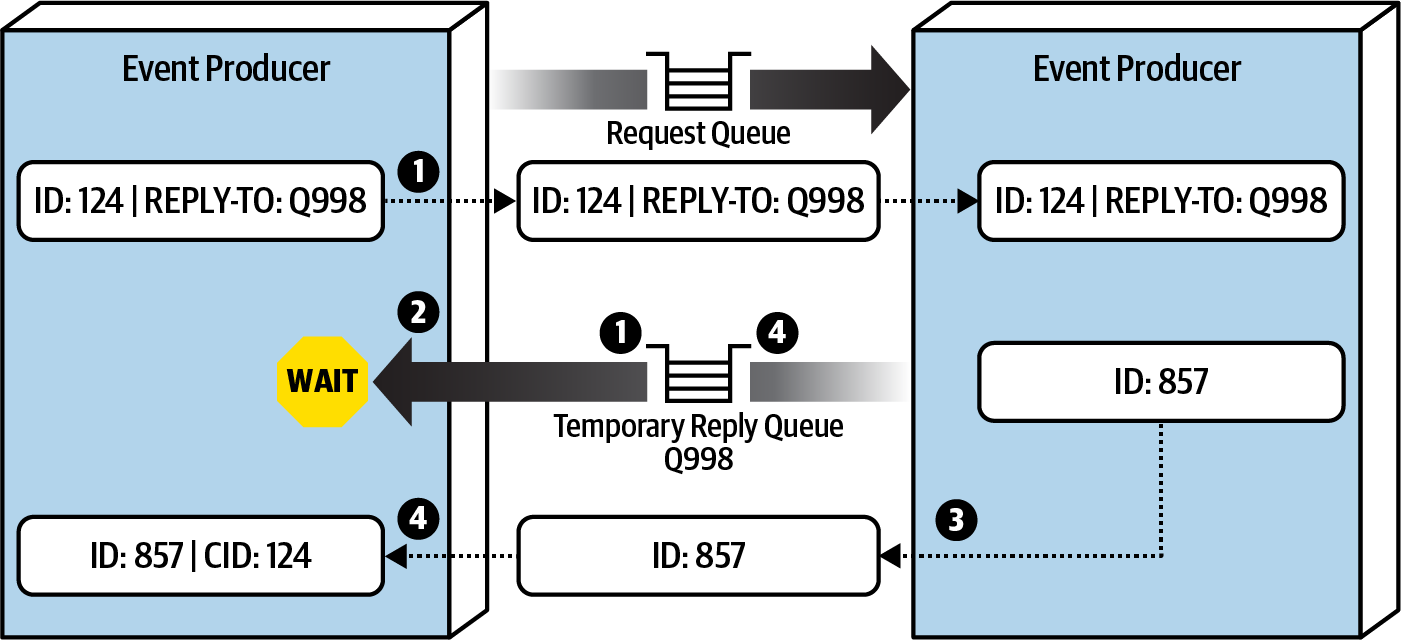 Event Producer
Event Producer
Request Queue
1
ID: 124 | REPLY-TO: Q998
ID: 124 | REPLY-TO: Q998
ID: 124 | REPLY-TO: Q998
2
1
4
WAIT
ID: 857
Temporary Reply Queue
Q998
4
3
ID: 857 | CID: 124
ID: 857